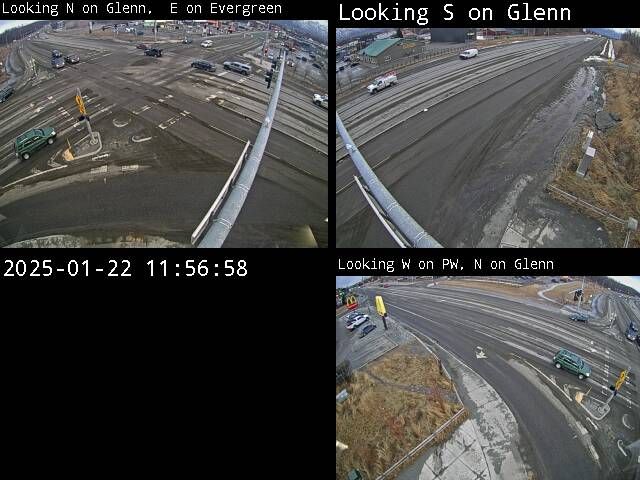 Looking N on Glenn, E on Evergreen
Looking S on Glenn
2025-01-22 11:56:58
Looking W on PW, N on Glenn